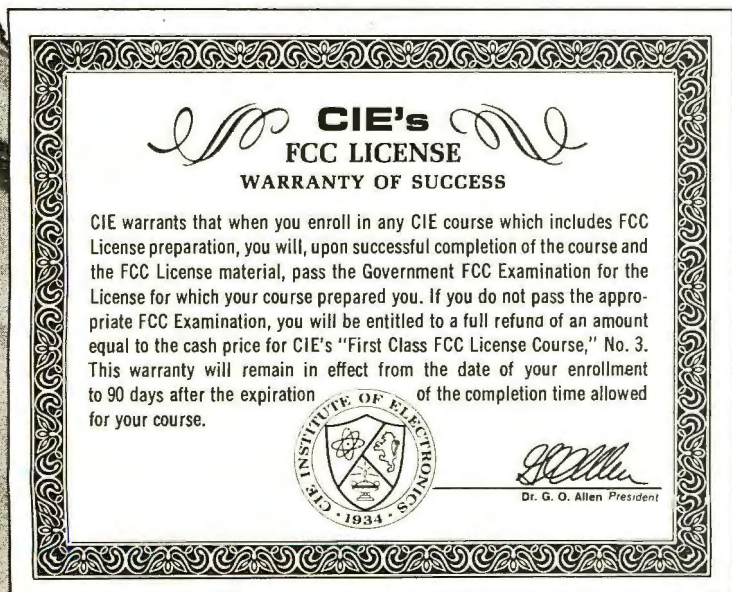 CIE's
FCC LICENSE
WARRANTY OF SUCCESS
CIE warrants that when you enroll in any CIE course which includes FCC
License preparation, you will, upon successful completion of the course and
the FCC License material, pass the Government FCC Examination for the
License for which your course prepared you. If you do not pass the appro-
priate FCC Examination, you will be entitled to a full refund of an amount
equal to the cash price for CIE's "First Class FCC License Course," No. 3.
This warranty will remain in effect from the date of your enrollment
to 90 days after the expiration of the completion time allowed
for your course.
CIE INSTITUTE OF ELECTRONICS
· 1934 ·
G O Allen
Dr. G. O. Allen President